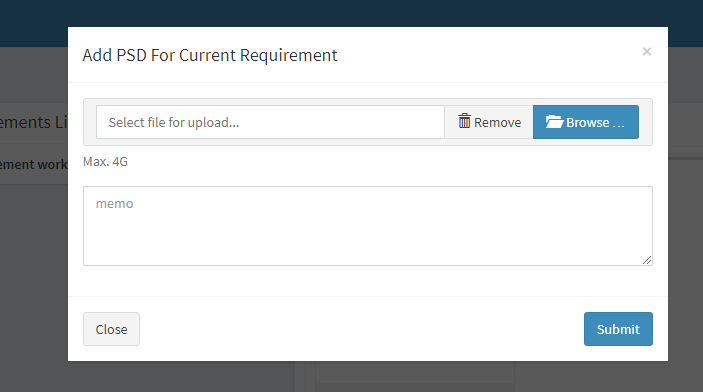 Add PSD For Current Requirement
×
Select file for upload...
Remove
Browse ...
Max. 4G
memo
Close
Submit
ements Li
ement work